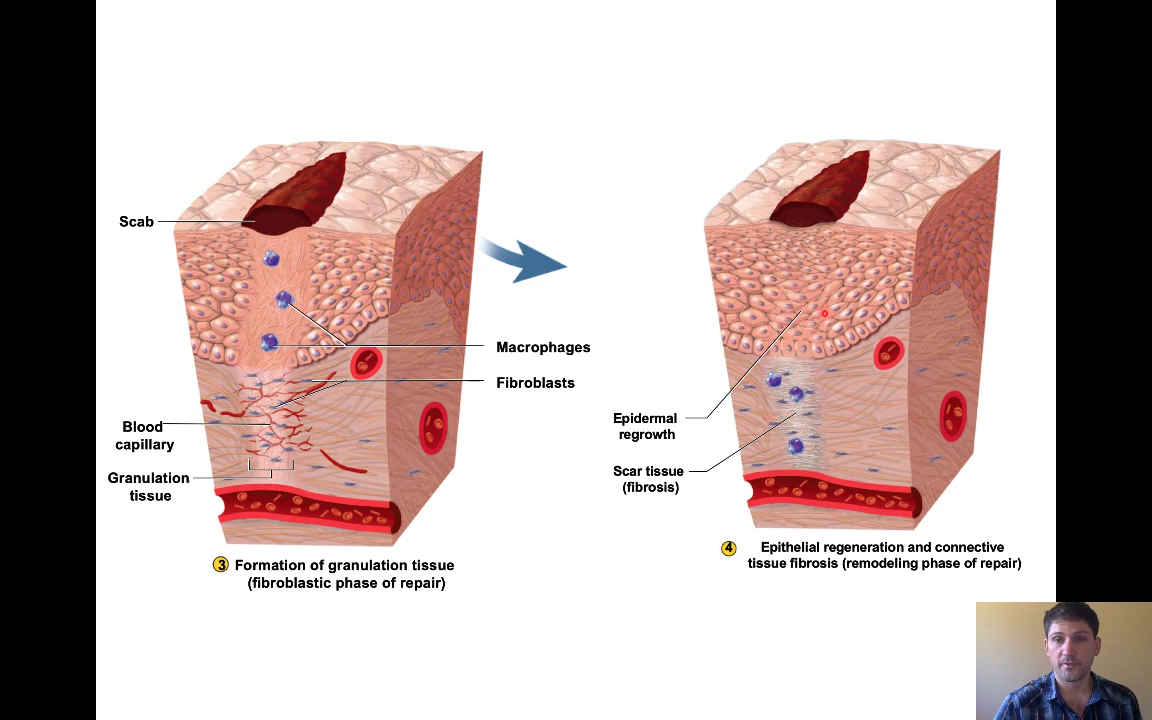 Scab
Macrophages
Fibroblasts
Blood
capillary
Granulation
tissue
3 Formation of granulation tissue
(fibroblastic phase of repair)
Epidermal
regrowth
Scar tissue
(fibrosis)
4 Epithelial regeneration and connective
tissue fibrosis (remodeling phase of repair)